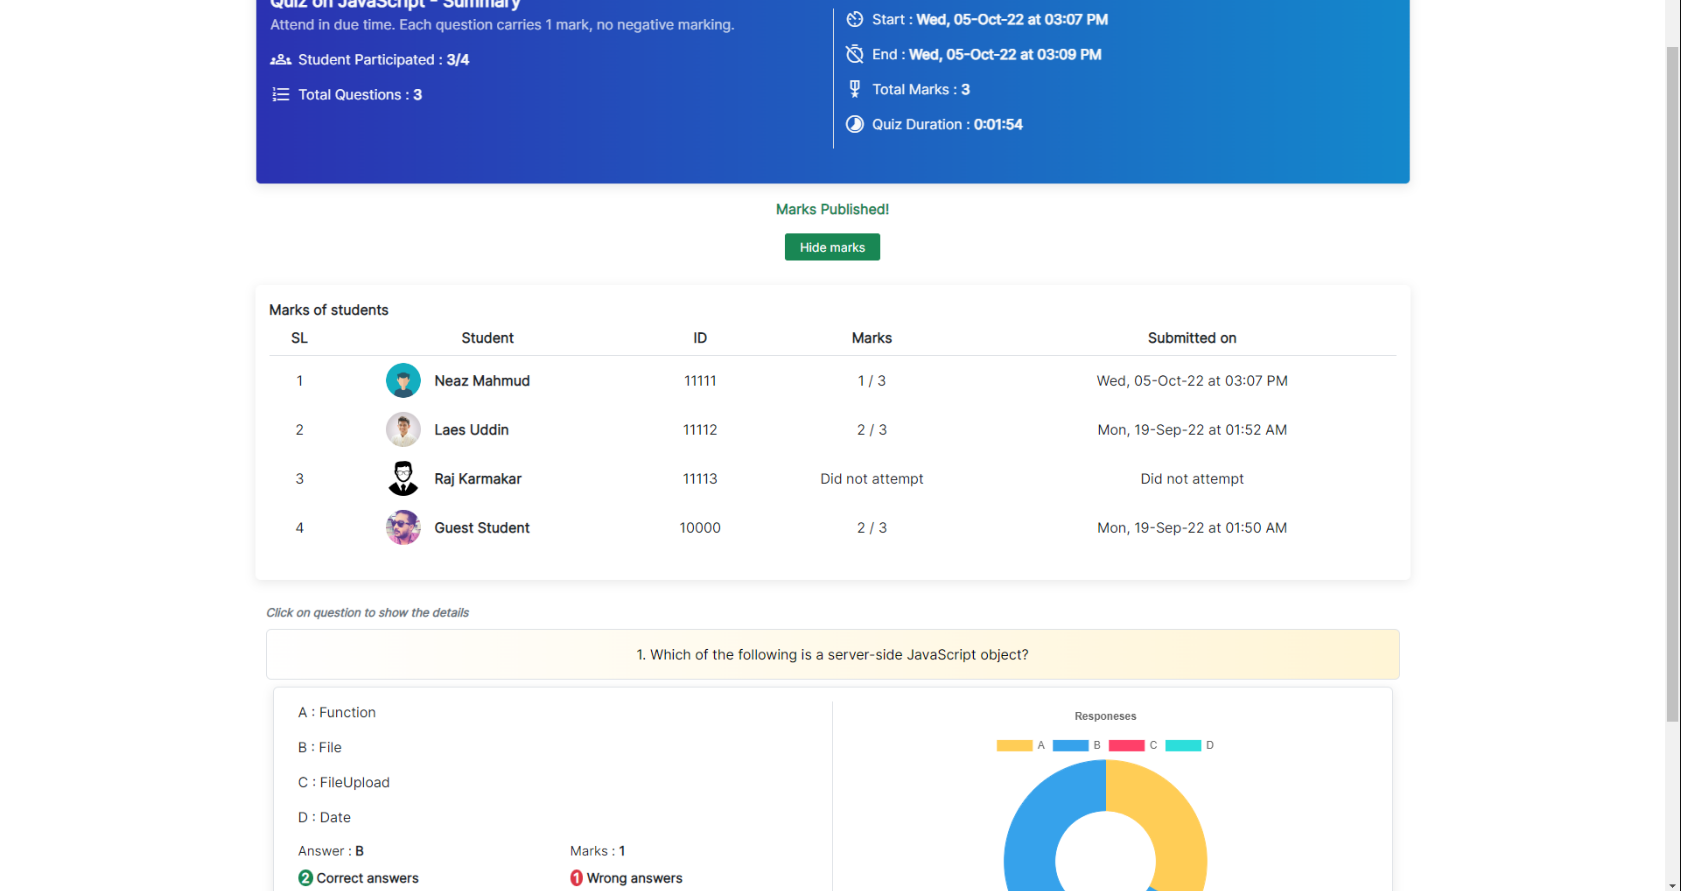 Quiz on JavaScript - Summary
Attend in due time. Each question carries 1 mark, no negative marking.
Student Participated : 3/4
Total Questions : 3
Start : Wed, 05-Oct-22 at 03:07 PM
End : Wed, 05-Oct-22 at 03:09 PM
Total Marks : 3
Quiz Duration : 0:01:54
Marks Published!
Hide marks
Marks of students
SL Student ID Marks Submitted on
1 Neaz Mahmud 11111 1 / 3 Wed, 05-Oct-22 at 03:07 PM
2 Laes Uddin 11112 2 / 3 Mon, 19-Sep-22 at 01:52 AM
3 Raj Karmakar 11113 Did not attempt Did not attempt
4 Guest Student 10000 2 / 3 Mon, 19-Sep-22 at 01:50 AM
Click on question to show the details
1. Which of the following is a server-side JavaScript object?
A : Function
B : File
C : FileUpload
D : Date
Answer : B Marks : 1
2 Correct answers 1 Wrong answers
Responeses
A B C D